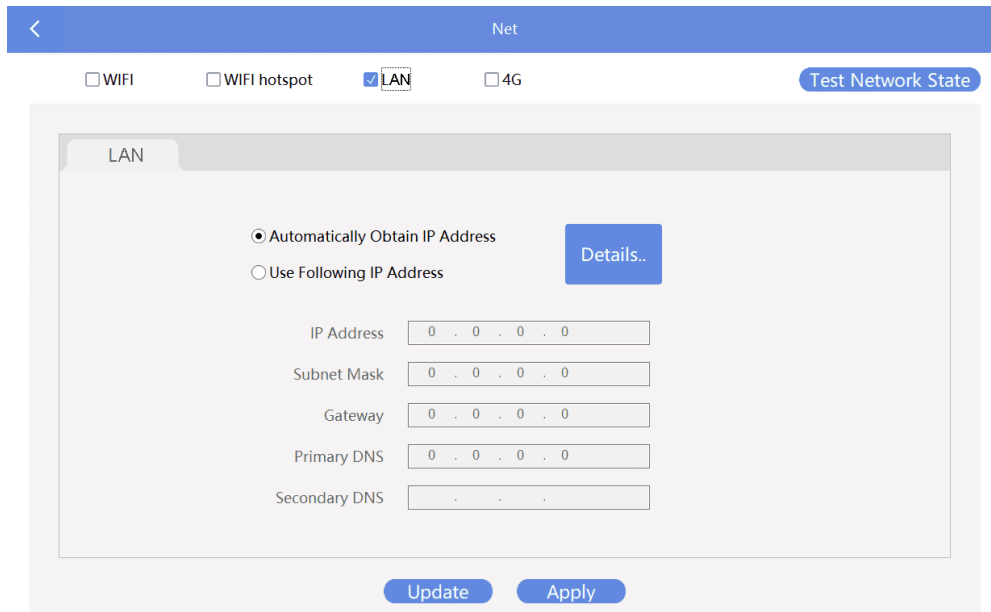 Net
WIFI WIFI hotspot LAN 4G Test Network State
LAN
Automatically Obtain IP Address
Details..
Use Following IP Address
IP Address 0 . 0 . 0 . 0
Subnet Mask 0 . 0 . 0 . 0
Gateway 0 . 0 . 0 . 0
Primary DNS 0 . 0 . 0 . 0
Secondary DNS . . .
Update Apply